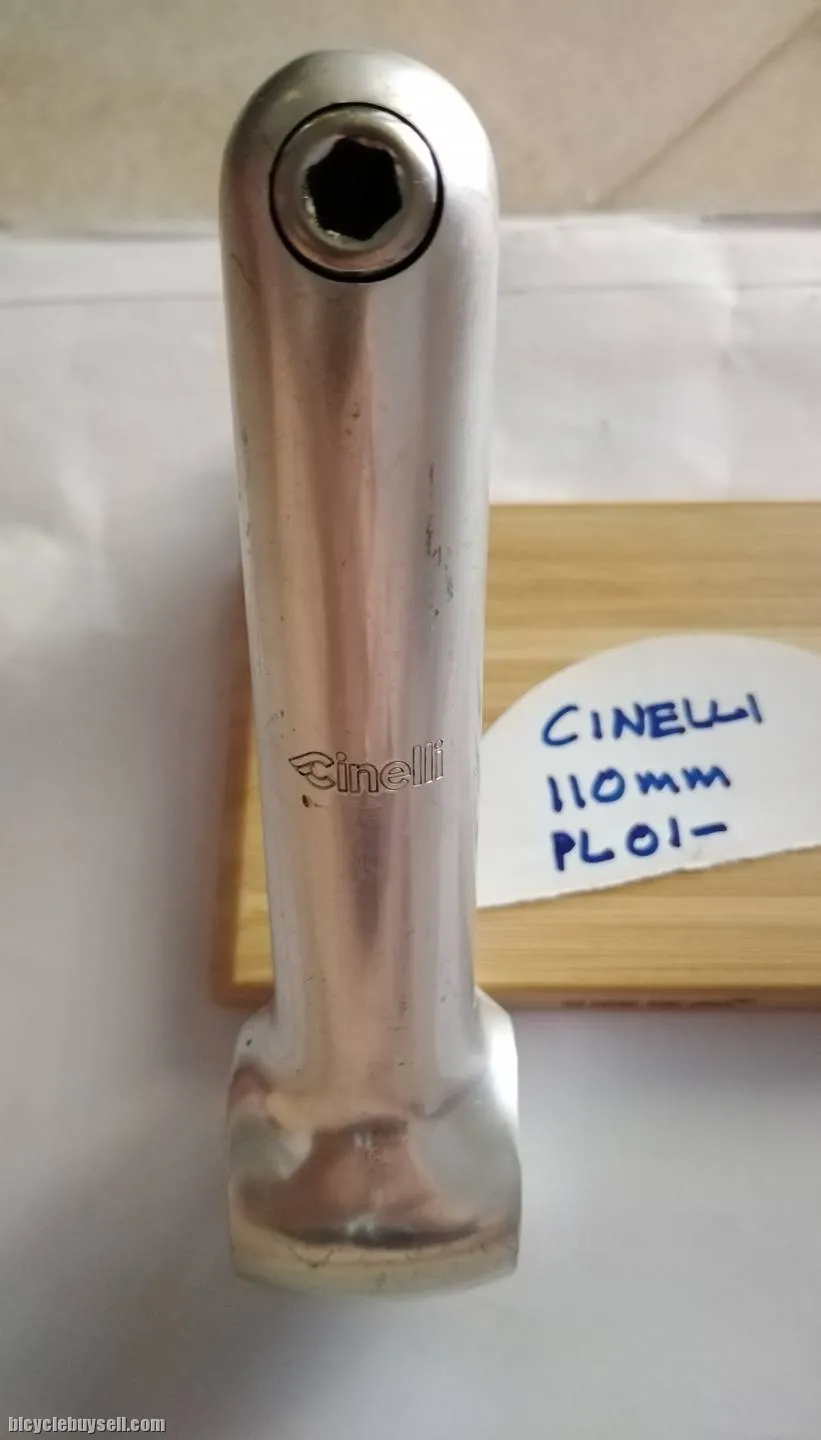 Cinelli
CINELLI
110mm
PL01-
bicyclebuysell.com